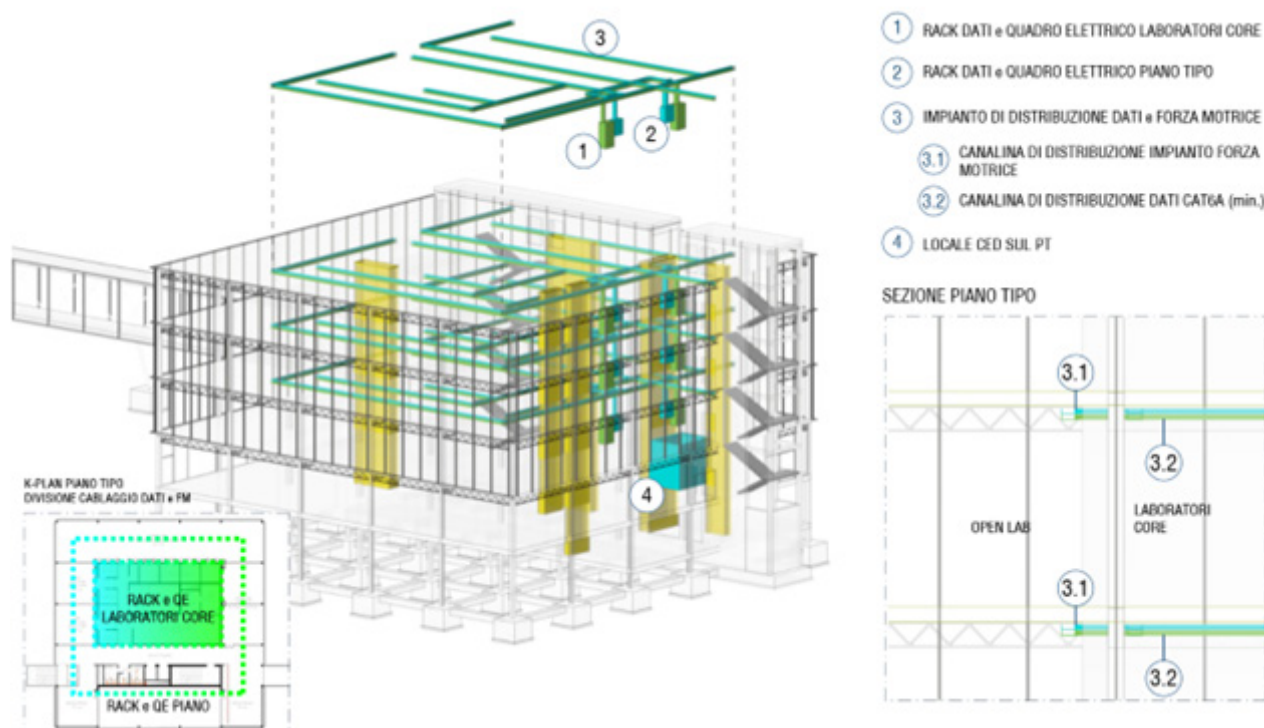 3
1
2
4
K-PLAN PIANO TIPO
DIVISIONE CABLAGGIO DATI e FM
RACK e QE
LABORATORI CORE
RACK e QE PIANO
1 RACK DATI e QUADRO ELETTRICO LABORATORI CORE
2 RACK DATI e QUADRO ELETTRICO PIANO TIPO
3 IMPIANTO DI DISTRIBUZIONE DATI e FORZA MOTRICE
3.1 CANALINA DI DISTRIBUZIONE IMPIANTO FORZA
MOTRICE
3.2 CANALINA DI DISTRIBUZIONE DATI CAT6A (min.)
4 LOCALE CED SUL PT
SEZIONE PIANO TIPO
3.1
3.2
OPEN LAB
LABORATORI
CORE
3.1
3.2